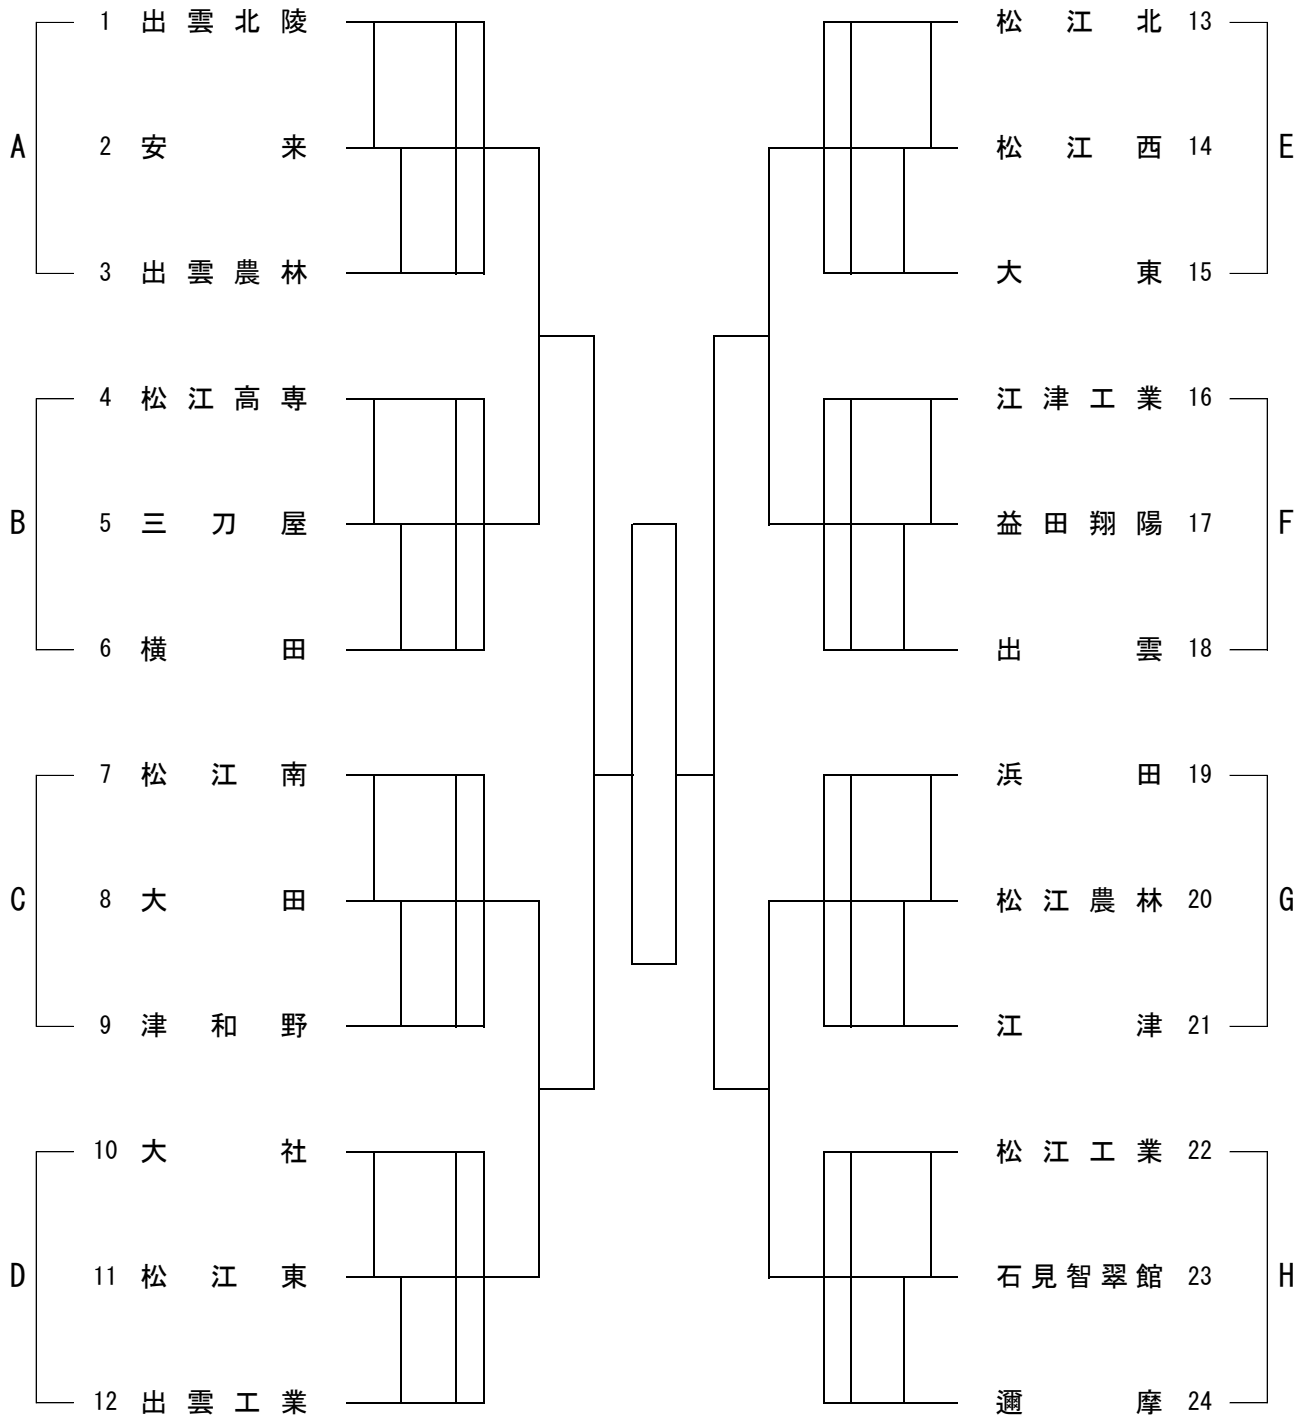 1 出雲北陵
A 2 安来
3 出雲農林
4 松江高専
B 5 三刀屋
6 横田
7 松江南
C 8 大田
9 津和野
10 大社
D 11 松江東
12 出雲工業
松江北 13
松江西 14 E
大東 15
江津工業 16
益田翔陽 17 F
出雲 18
浜田 19
松江農林 20 G
江津 21
松江工業 22
石見智翠館 23 H
邇摩 24